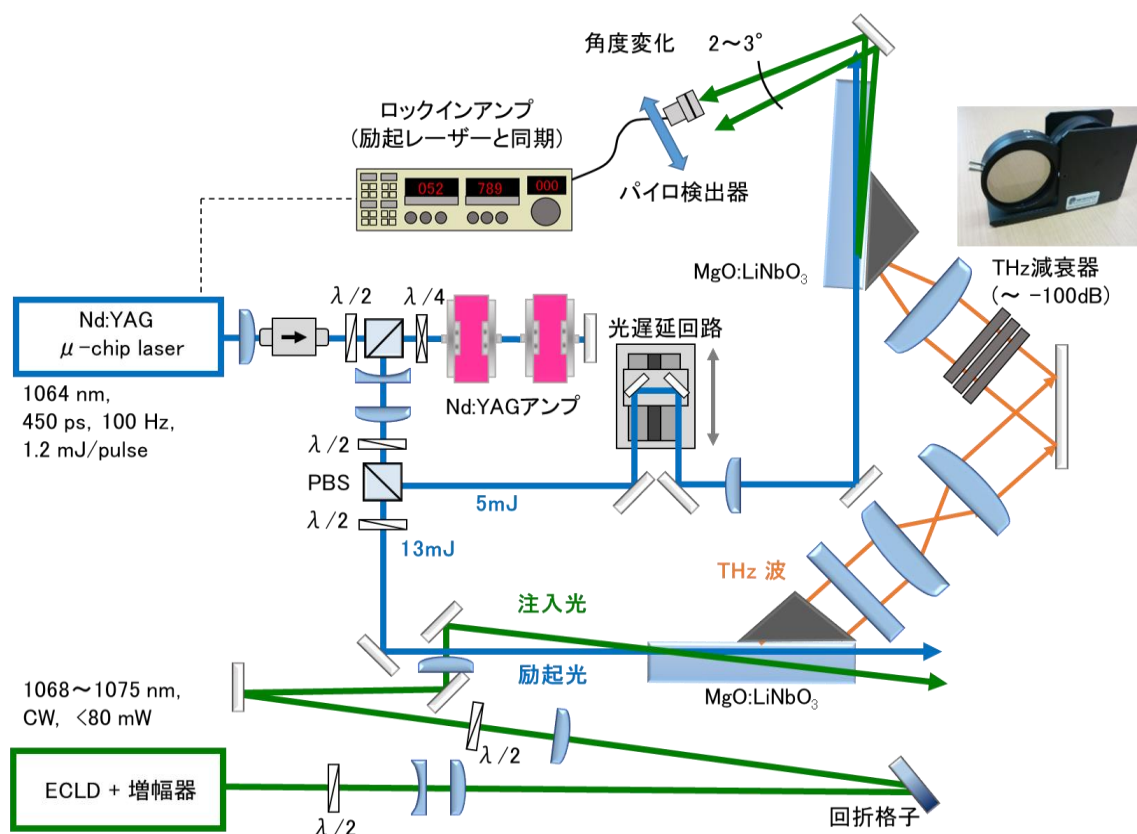 角度変化
2～3°
ロックインアンプ
(励起レーザーと同期)
052
789
000
パイロ検出器
MgO:LiNbO3
THz減衰器
(～ -100dB)
Nd:YAG
μ-chip laser
λ/2
λ/4
光遅延回路
1064 nm,
450 ps, 100 Hz,
1.2 mJ/pulse
Nd:YAGアンプ
λ/2
PBS
5mJ
λ/2
13mJ
THz 波
注入光
励起光
MgO:LiNbO3
1068～1075 nm,
CW, <80 mW
λ/2
ECLD + 増幅器
λ/2
回折格子